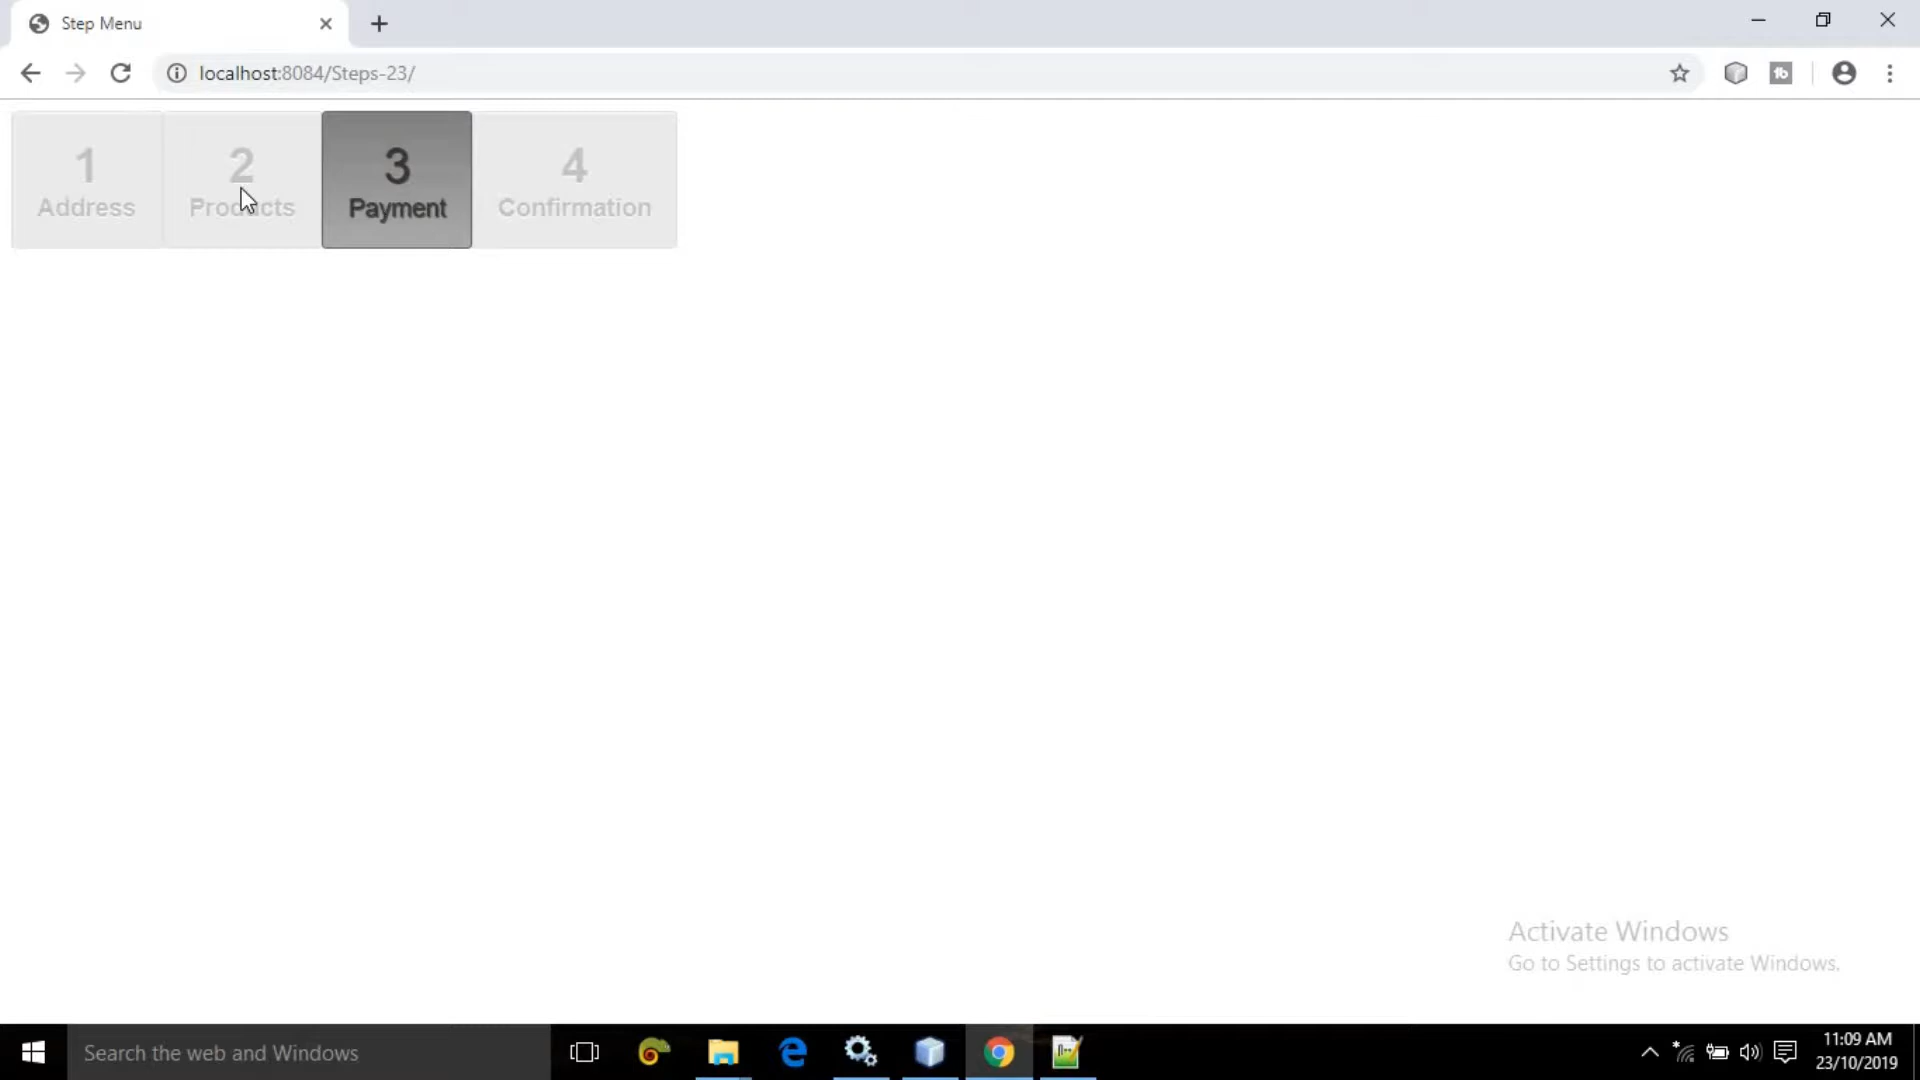 Step Menu
localhost:8084/Steps-23/
1 2 3 4
Address Products Payment Confirmation
Activate Windows
Go to Settings to activate Windows.
Search the web and Windows
11:09 AM
23/10/2019